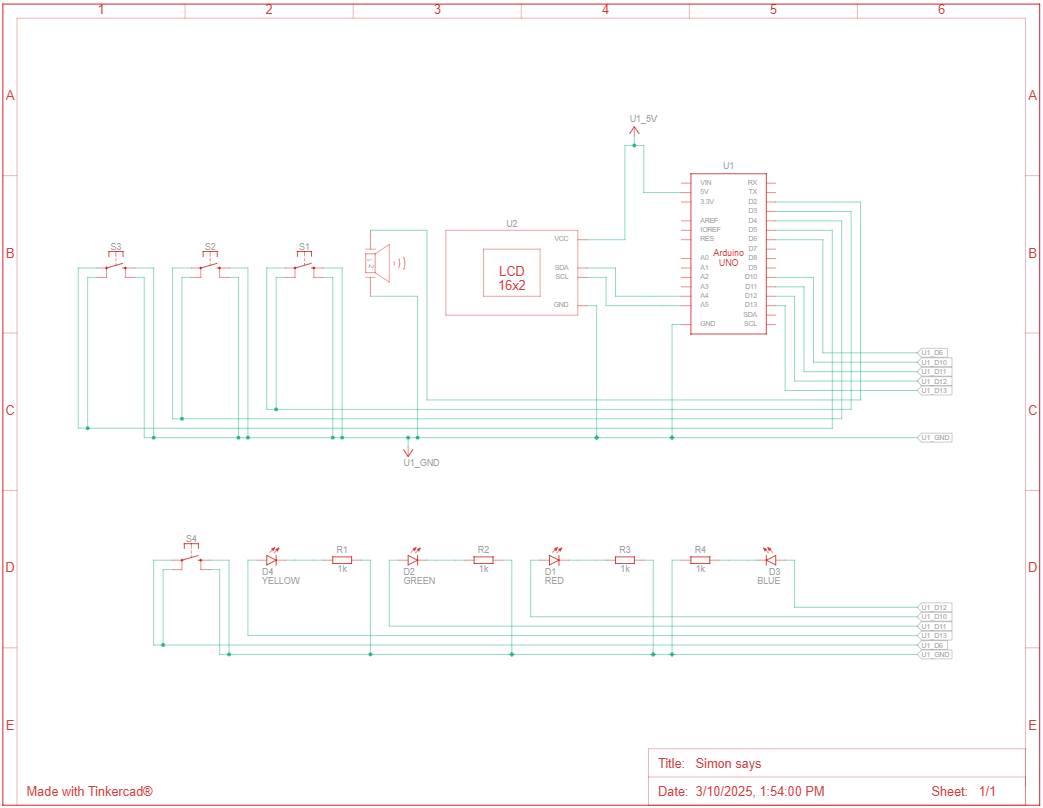 1 2 3 4 5 6
A A
U1_5V
U1
VIN RX
5V TX
3.3V D2
D3
AREF D4
IOREF D5
RES D6
D7
A0 D8
A1 D9
A2 D10
A3 D11
A4 D12
A5 D13
SDA
GND SCL
Arduino
UNO
B B
S3 S2 S1
1 2
U2
VCC
SDA
SCL
GND
LCD
16x2
U1_D6
U1_D10
U1_D11
U1_D12
U1_D13
C C
U1_GND
U1_GND
D D
S4
D4
YELLOW
R1
1k
D2
GREEN
R2
1k
D1
RED
R3
1k
R4
1k
D3
BLUE
U1_D12
U1_D10
U1_D11
U1_D13
U1_D6
U1_GND
E E
Title: Simon says
Made with Tinkercad®
Date: 3/10/2025, 1:54:00 PM Sheet: 1/1